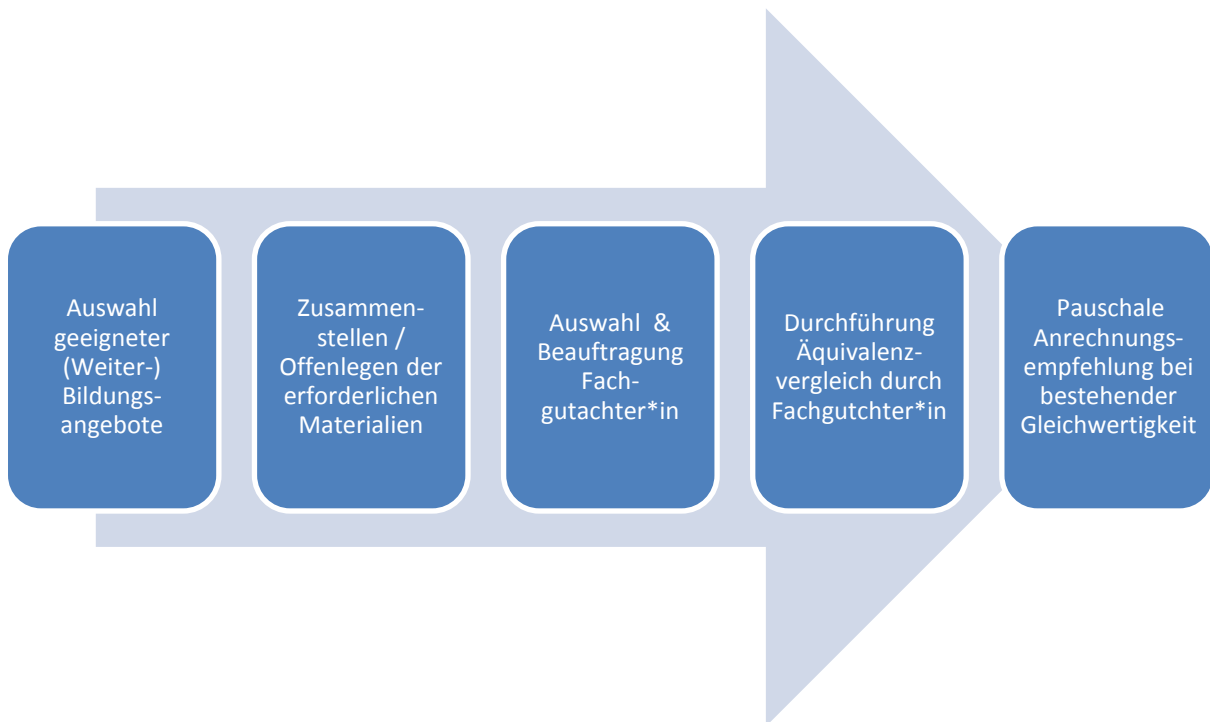 Auswahl
geeigneter
(Weiter-)
Bildungs-
angebote
Zusammen-
stellen /
Offenlegen der
erforderlichen
Materialien
Auswahl &
Beauftragung
Fach-
gutachter*in
Durchführung
Äquivalenz-
vergleich durch
Fachgutchter*in
Pauschale
Anrechnungs-
empfehlung bei
bestehender
Gleichwertigkeit